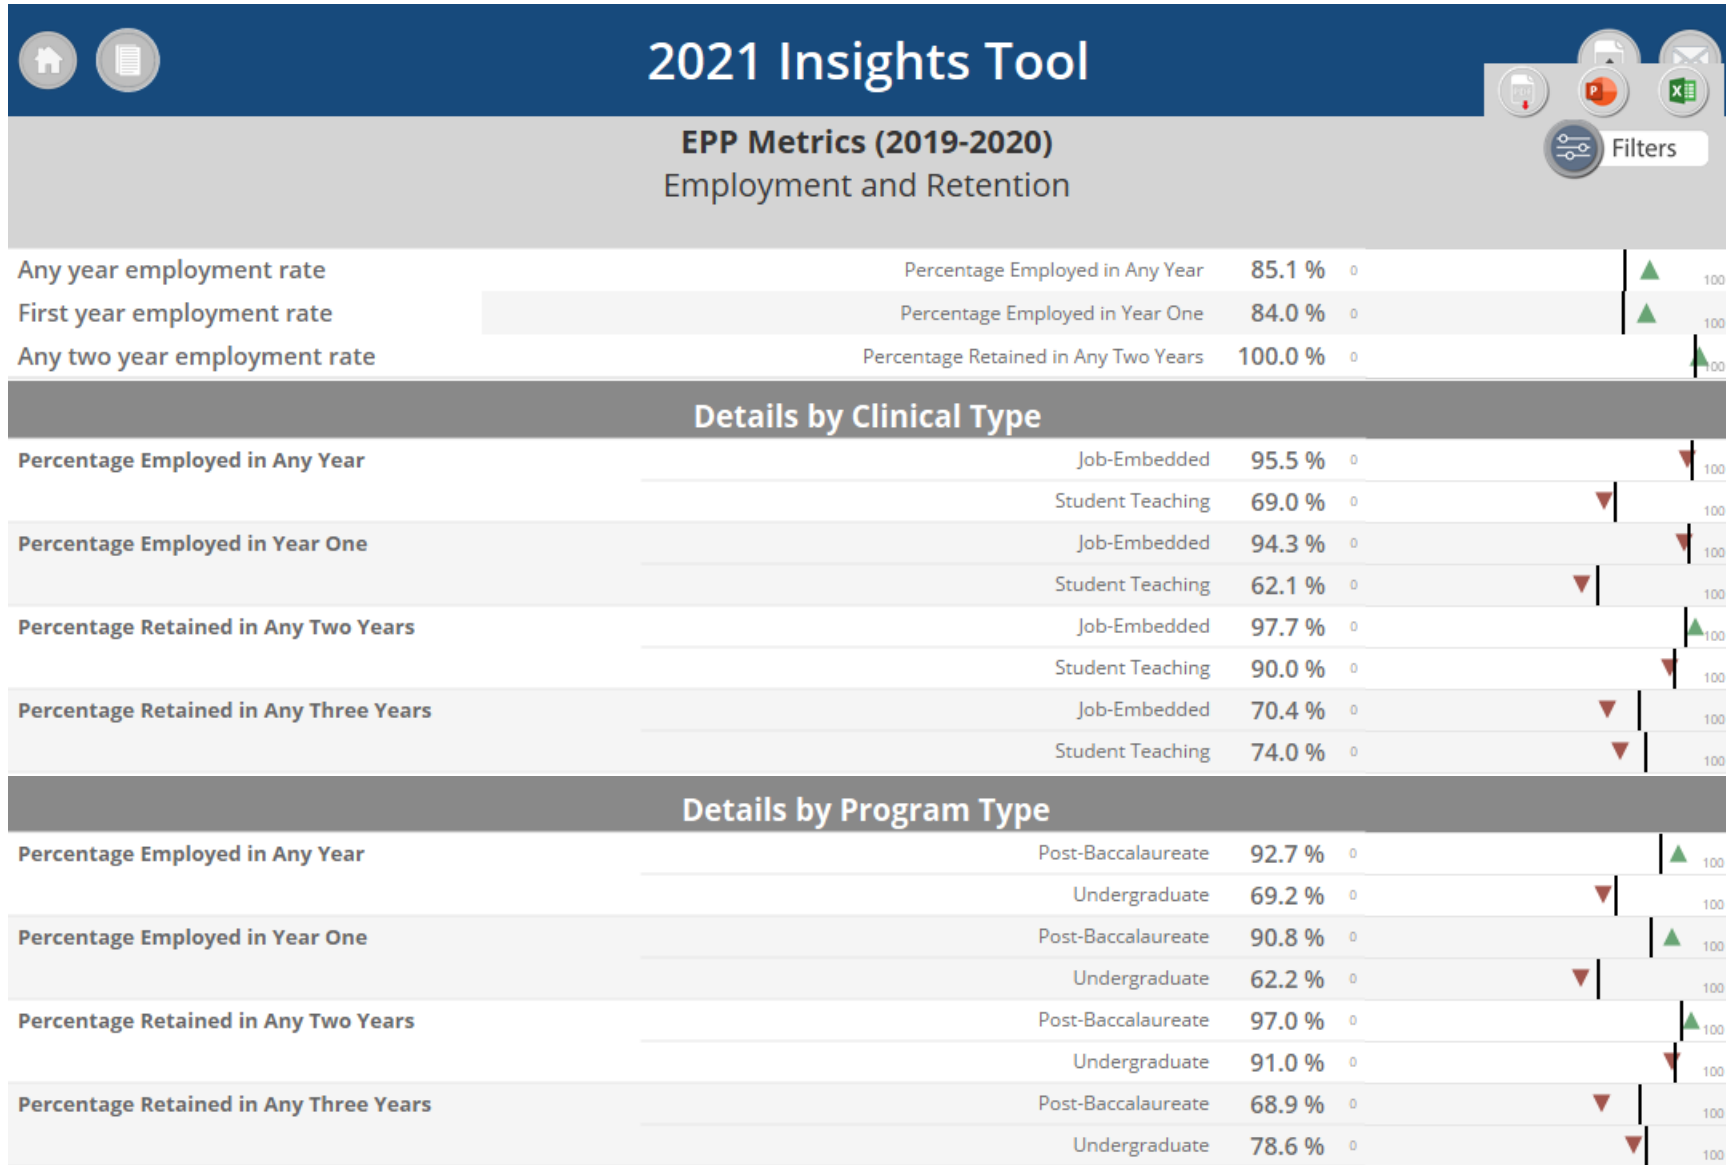 2021 Insights Tool
EPP Metrics (2019-2020)
Filters
Employment and Retention
Any year employment rate Percentage Employed in Any Year 85.1 % 0 100
First year employment rate Percentage Employed in Year One 84.0 % 0 100
Any two year employment rate Percentage Retained in Any Two Years 100.0 % 0 100
Details by Clinical Type
Percentage Employed in Any Year Job-Embedded 95.5 % 0 100
Student Teaching 69.0 % 0 100
Percentage Employed in Year One Job-Embedded 94.3 % 0 100
Student Teaching 62.1 % 0 100
Percentage Retained in Any Two Years Job-Embedded 97.7 % 0 100
Student Teaching 90.0 % 0 100
Percentage Retained in Any Three Years Job-Embedded 70.4 % 0 100
Student Teaching 74.0 % 0 100
Details by Program Type
Percentage Employed in Any Year Post-Baccalaureate 92.7 % 0 100
Undergraduate 69.2 % 0 100
Percentage Employed in Year One Post-Baccalaureate 90.8 % 0 100
Undergraduate 62.2 % 0 100
Percentage Retained in Any Two Years Post-Baccalaureate 97.0 % 0 100
Undergraduate 91.0 % 0 100
Percentage Retained in Any Three Years Post-Baccalaureate 68.9 % 0 100
Undergraduate 78.6 % 0 100